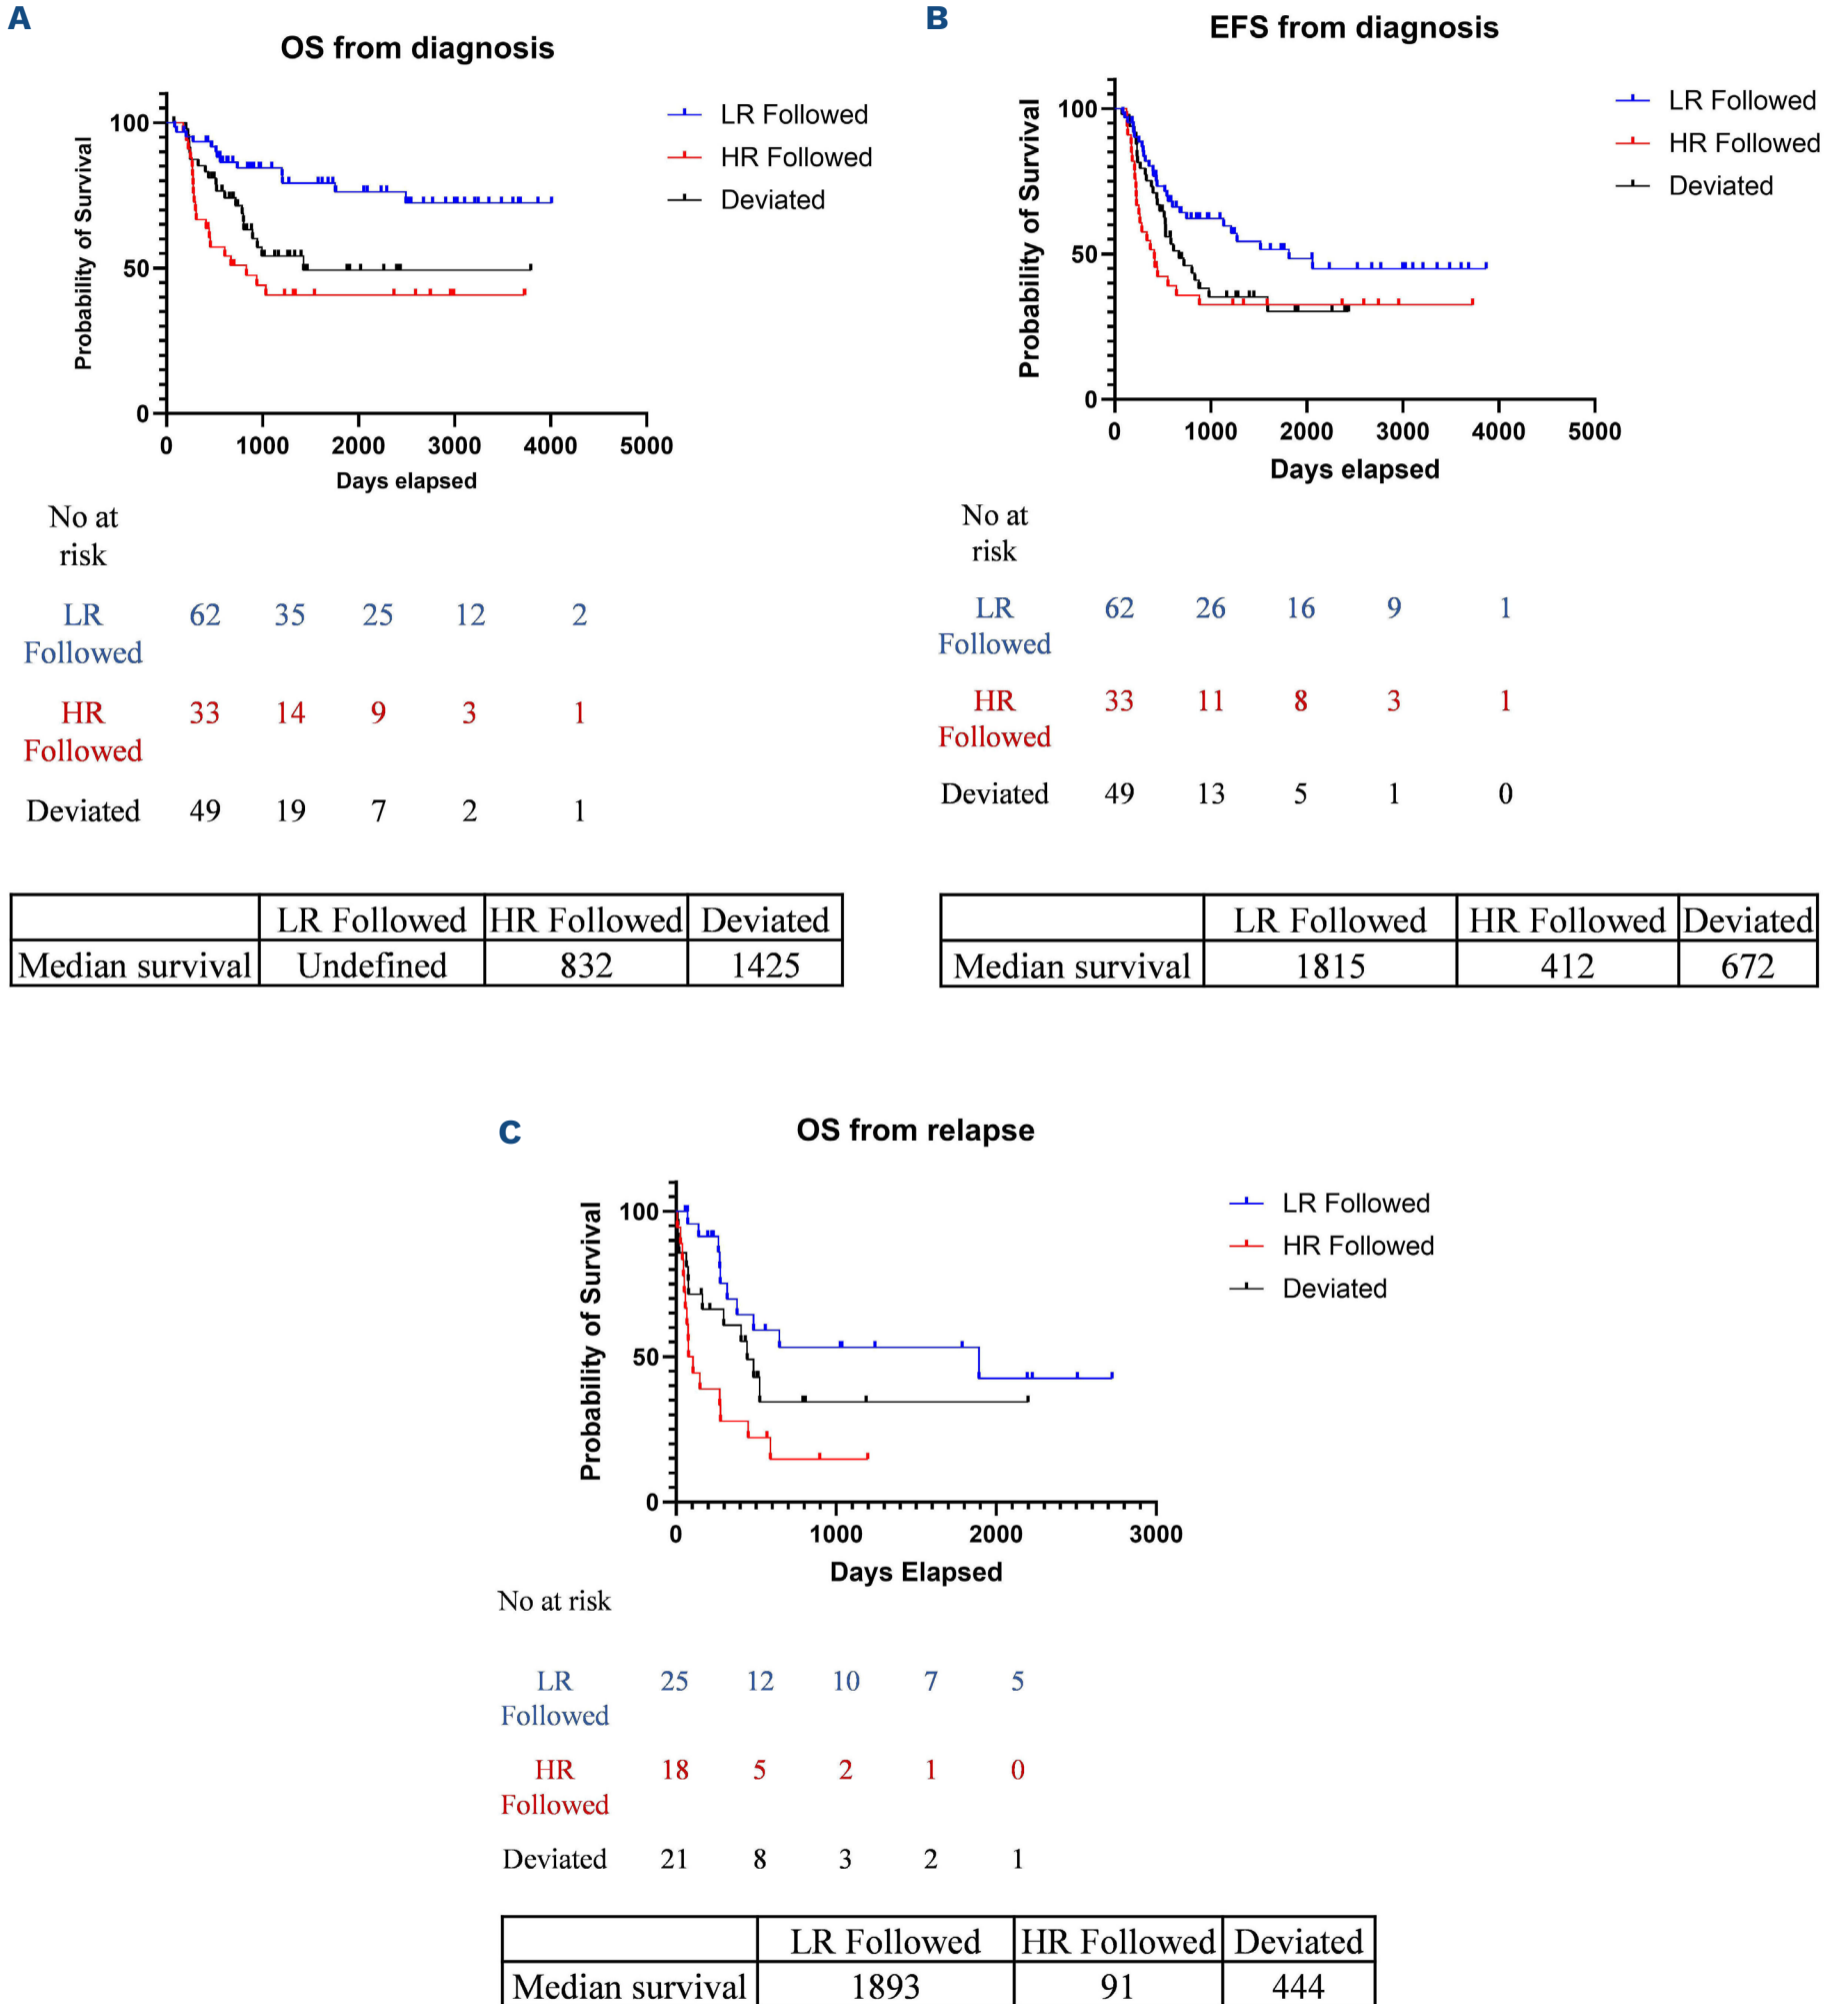 A
OS from diagnosis
Probability of Survival
100
50
0
0 1000 2000 3000 4000 5000
Days elapsed
LR Followed
HR Followed
Deviated
No at
risk
LR 62 35 25 12 2
Followed
HR 33 14 9 3 1
Followed
Deviated 49 19 7 2 1
LR Followed HR Followed Deviated
Median survival Undefined 832 1425
B
EFS from diagnosis
Probability of Survival
100
50
0
0 1000 2000 3000 4000 5000
Days elapsed
LR Followed
HR Followed
Deviated
No at
risk
LR 62 26 16 9 1
Followed
HR 33 11 8 3 1
Followed
Deviated 49 13 5 1 0
LR Followed HR Followed Deviated
Median survival 1815 412 672
C
OS from relapse
Probability of Survival
100
50
0
0 1000 2000 3000
Days Elapsed
LR Followed
HR Followed
Deviated
No at risk
LR 25 12 10 7 5
Followed
HR 18 5 2 1 0
Followed
Deviated 21 8 3 2 1
LR Followed HR Followed Deviated
Median survival 1893 91 444